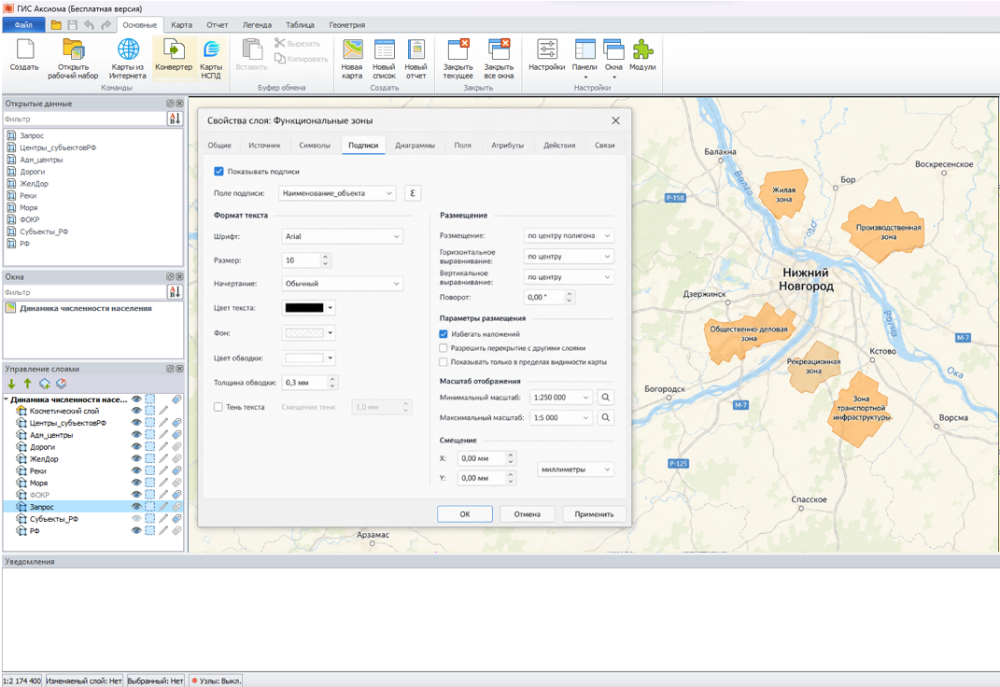 ГИС Аксиома (Бесплатная версия)
Файл
Основные
Карта
Отчет
Легенда
Таблица
Геометрия
Создать
Открыть
рабочий набор
Карты из
Интернета
Конвертер
Карты
НСПД
Команды
Вставить
Вырезать
Копировать
Буфер обмена
Новая
карта
Новый
список
Новый
отчет
Создать
Закрыть
текущее
Закрыть
все окна
Закрыть
Настройки
Панели
Окна
Модули
Настройки
Открытые данные
Фильтр
Запрос
Центры_субъектовРФ
Адн_центры
Дороги
ЖелДор
Реки
Моря
ФОКР
Субъекты_РФ
РФ
Окна
Фильтр
Динамика численности населения
Управление слоями
Динамика численности насе...
Косметический слой
Центры_субъектовРФ
Адн_центры
Дороги
ЖелДор
Реки
Моря
ФОКР
Запрос
Субъекты_РФ
РФ
Свойства слоя: Функциональные зоны
Общие
Источник
Символы
Подписи
Диаграммы
Поля
Атрибуты
Действия
Связи
Показывать подписи
Поле подписи:
Наименование_объекта
ε
Формат текста
Шрифт:
Arial
Размер:
10
Начертание:
Обычный
Цвет текста:
Фон:
Цвет обводки:
Толщина обводки:
0,3 мм
Тень текста
Смещение тени:
1,0 мм
Размещение
Размещение:
по центру полигона
Горизонтальное
выравнивание:
по центру
Вертикальное
выравнивание:
по центру
Поворот:
0,00 °
Параметры размещения
Избегать наложений
Разрешить перекрытие с другими слоями
Показывать только в пределах видимости карты
Масштаб отображения
Минимальный масштаб:
1:250 000
Максимальный масштаб:
1:5 000
Смещение
X:
0,00 мм
Y:
0,00 мм
миллиметры
ОК
Отмена
Применить
Балахна
Волга
Р-158
Жилая
зона
Бор
Воскресенское
Производственная
зона
Нижний
Новгород
Дзержинск
Общественно-деловая
зона
М-7
Кстово
Рекреационная
зона
Ока
Богородск
М-7
Зона
транспортной
инфраструктуры
Ворсма
Р-125
Спасское
Арзамас
Уведомления
1:2 174 400
Изменяемый слой: Нет
Выбранный: Нет
Узлы: Выкл.